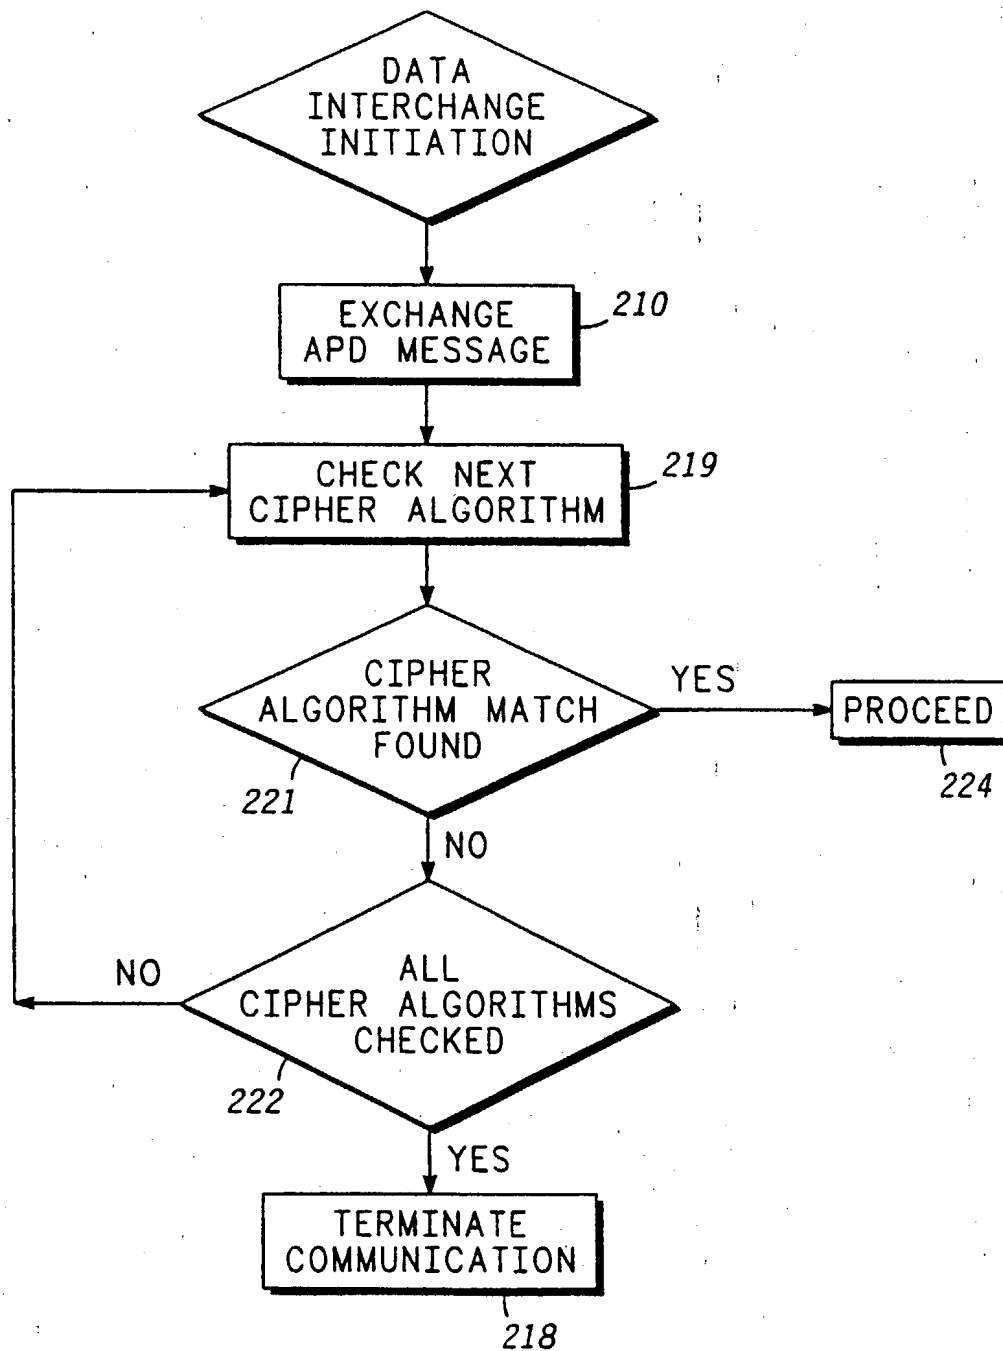 DATA
INTERCHANGE
INITIATION
EXCHANGE
APD MESSAGE
210
CHECK NEXT
CIPHER ALGORITHM
219
CIPHER
ALGORITHM MATCH
FOUND
221
YES
PROCEED
224
NO
ALL
CIPHER ALGORITHMS
CHECKED
222
NO
YES
TERMINATE
COMMUNICATION
218